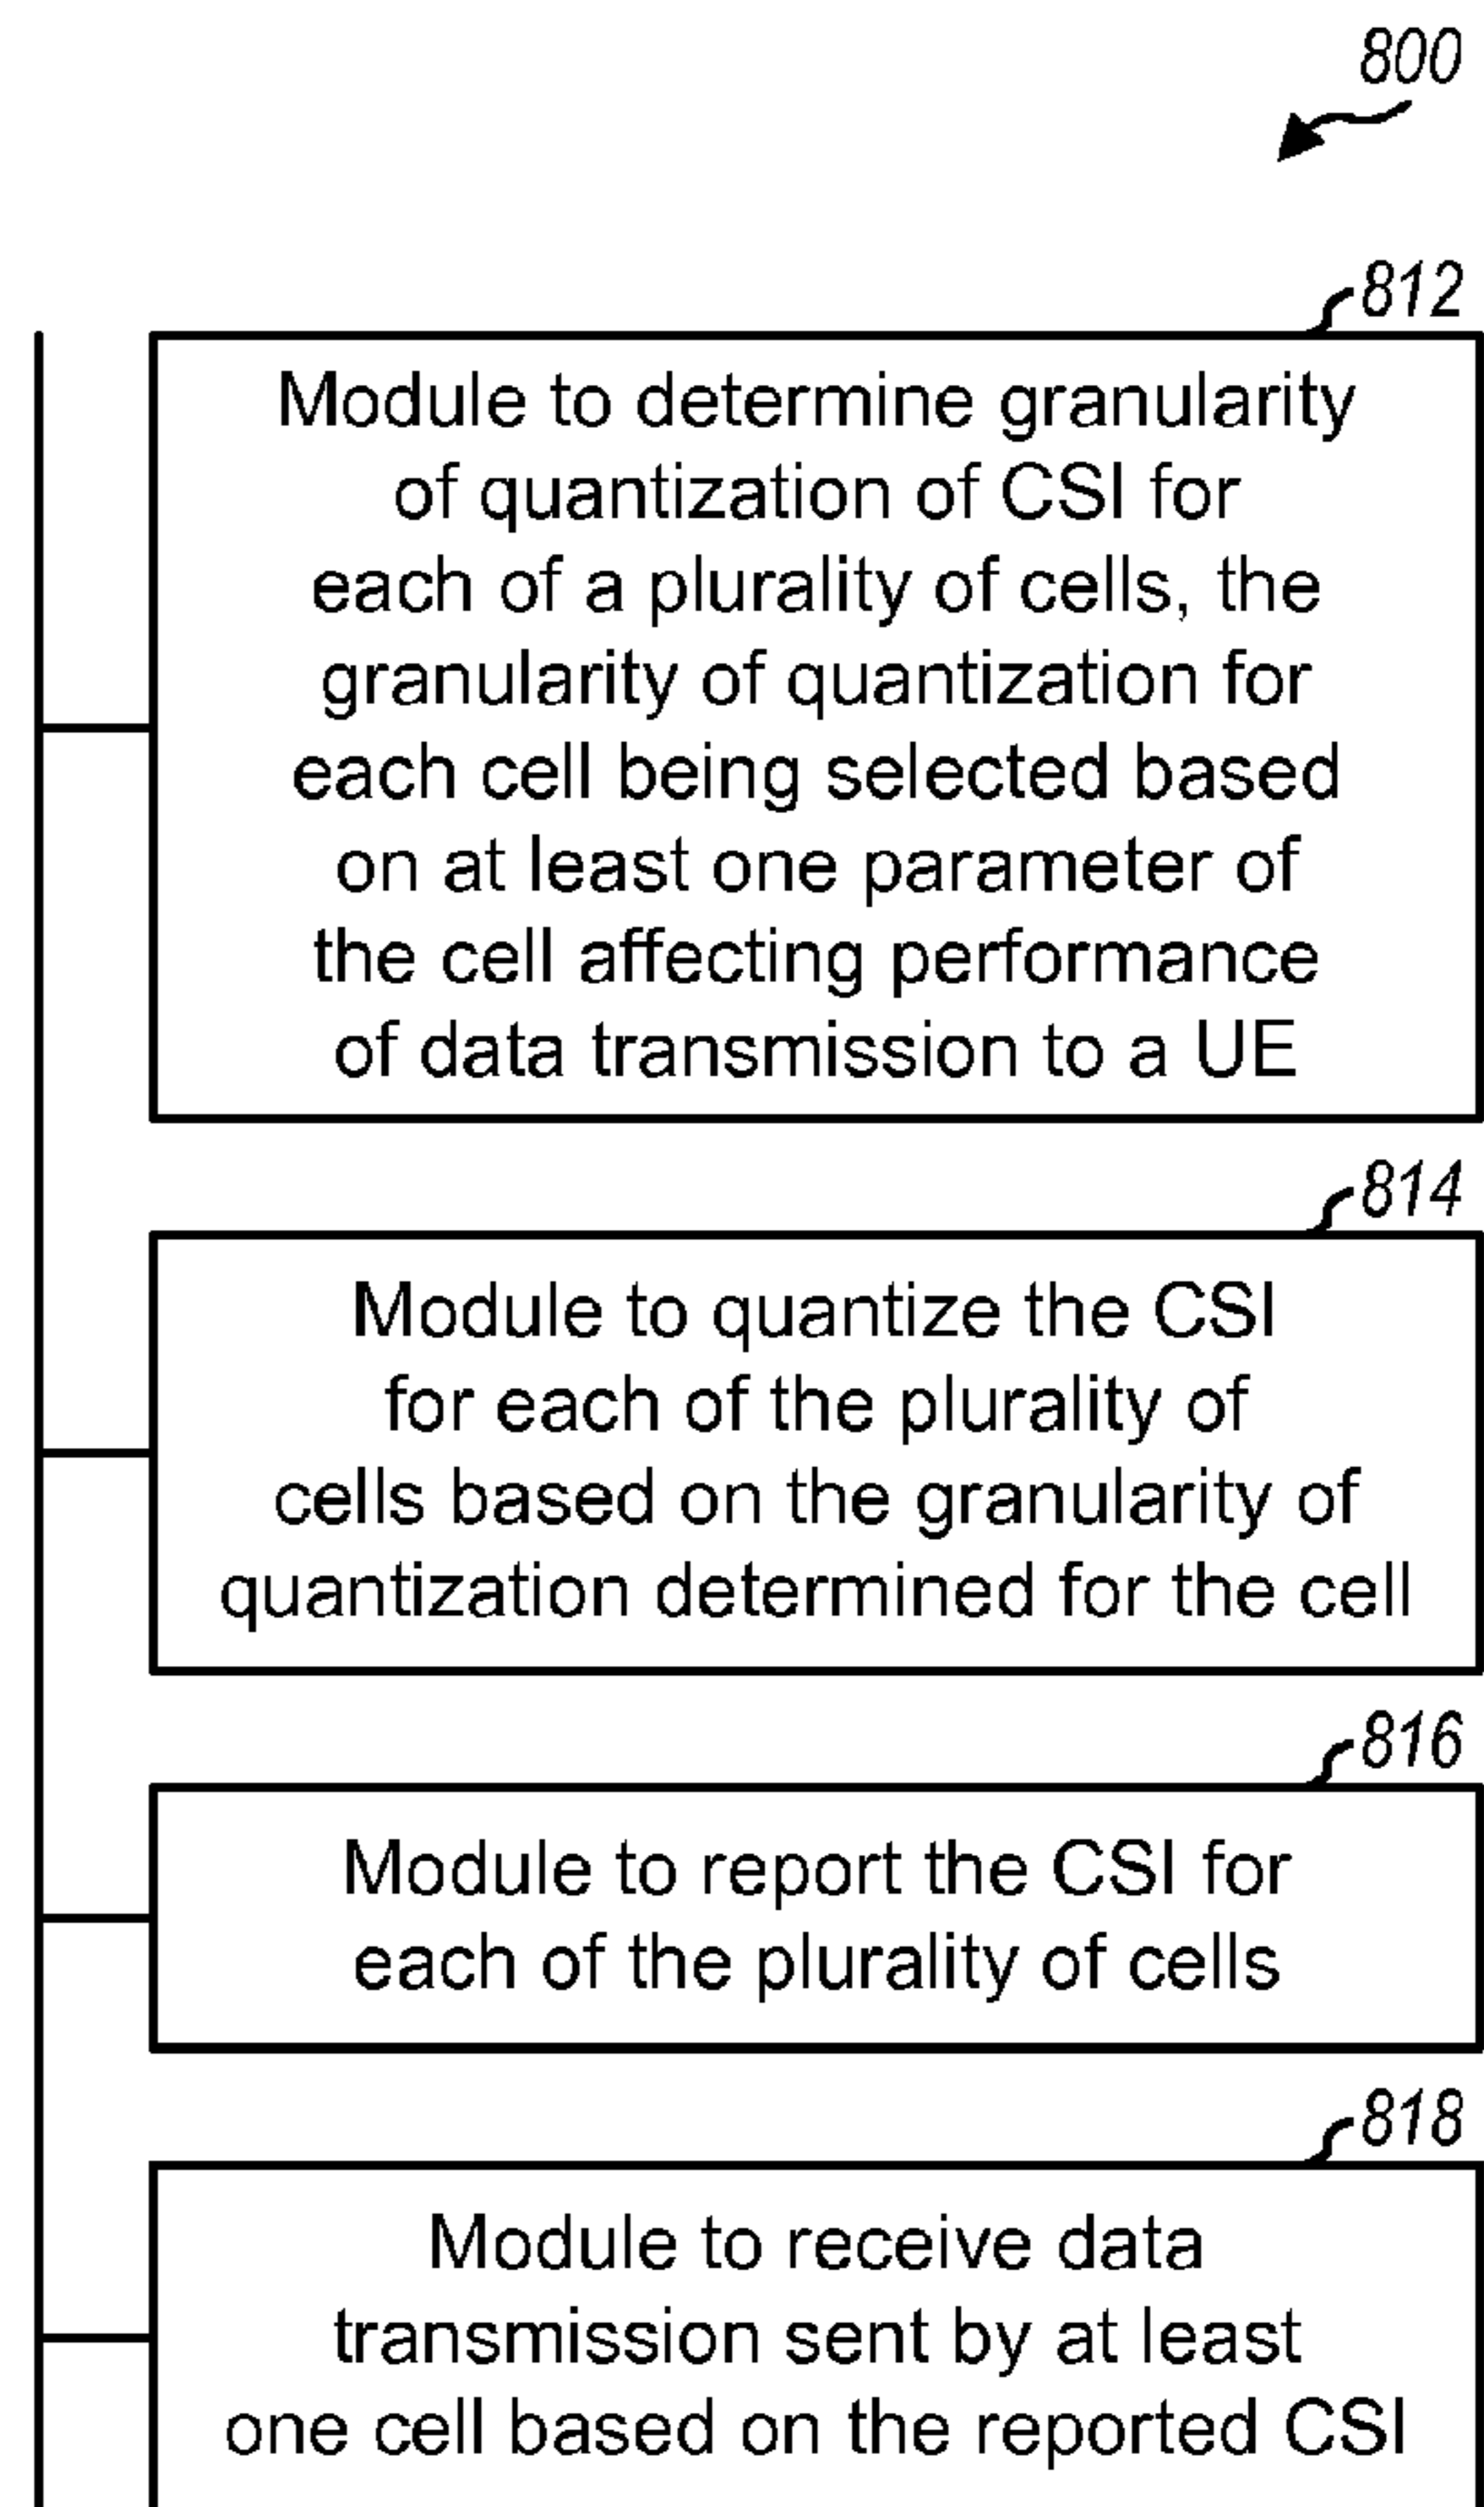 800
812
Module to determine granularity
of quantization of CSI for
each of a plurality of cells, the
granularity of quantization for
each cell being selected based
on at least one parameter of
the cell affecting performance
of data transmission to a UE
814
Module to quantize the CSI
for each of the plurality of
cells based on the granularity of
quantization determined for the cell
816
Module to report the CSI for
each of the plurality of cells
818
Module to receive data
transmission sent by at least
one cell based on the reported CSI